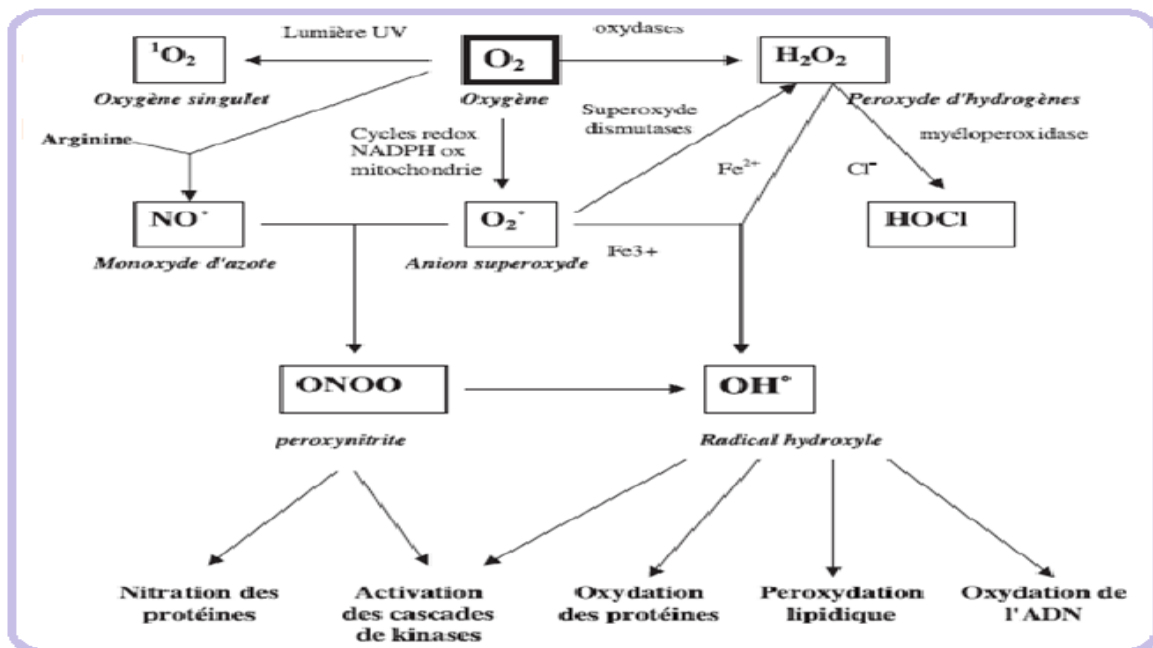 Lumière UV
oxydases
¹O₂
O₂
H₂O₂
Oxygène singulet
Oxygène
Peroxyde d'hydrogènes
Arginine
Cycles redox
NADPH ox
mitochondrie
Superoxyde
dismutases
myéloperoxidase
Fe²⁺
Cl⁻
NO˙
O₂˙
HOCl
Monoxyde d'azote
Anion superoxyde
Fe3+
ONOO
OH°
peroxynitrite
Radical hydroxyle
Nitration des
protéines
Activation
des cascades
de kinases
Oxydation
des protéines
Peroxydation
lipidique
Oxydation de
l'ADN